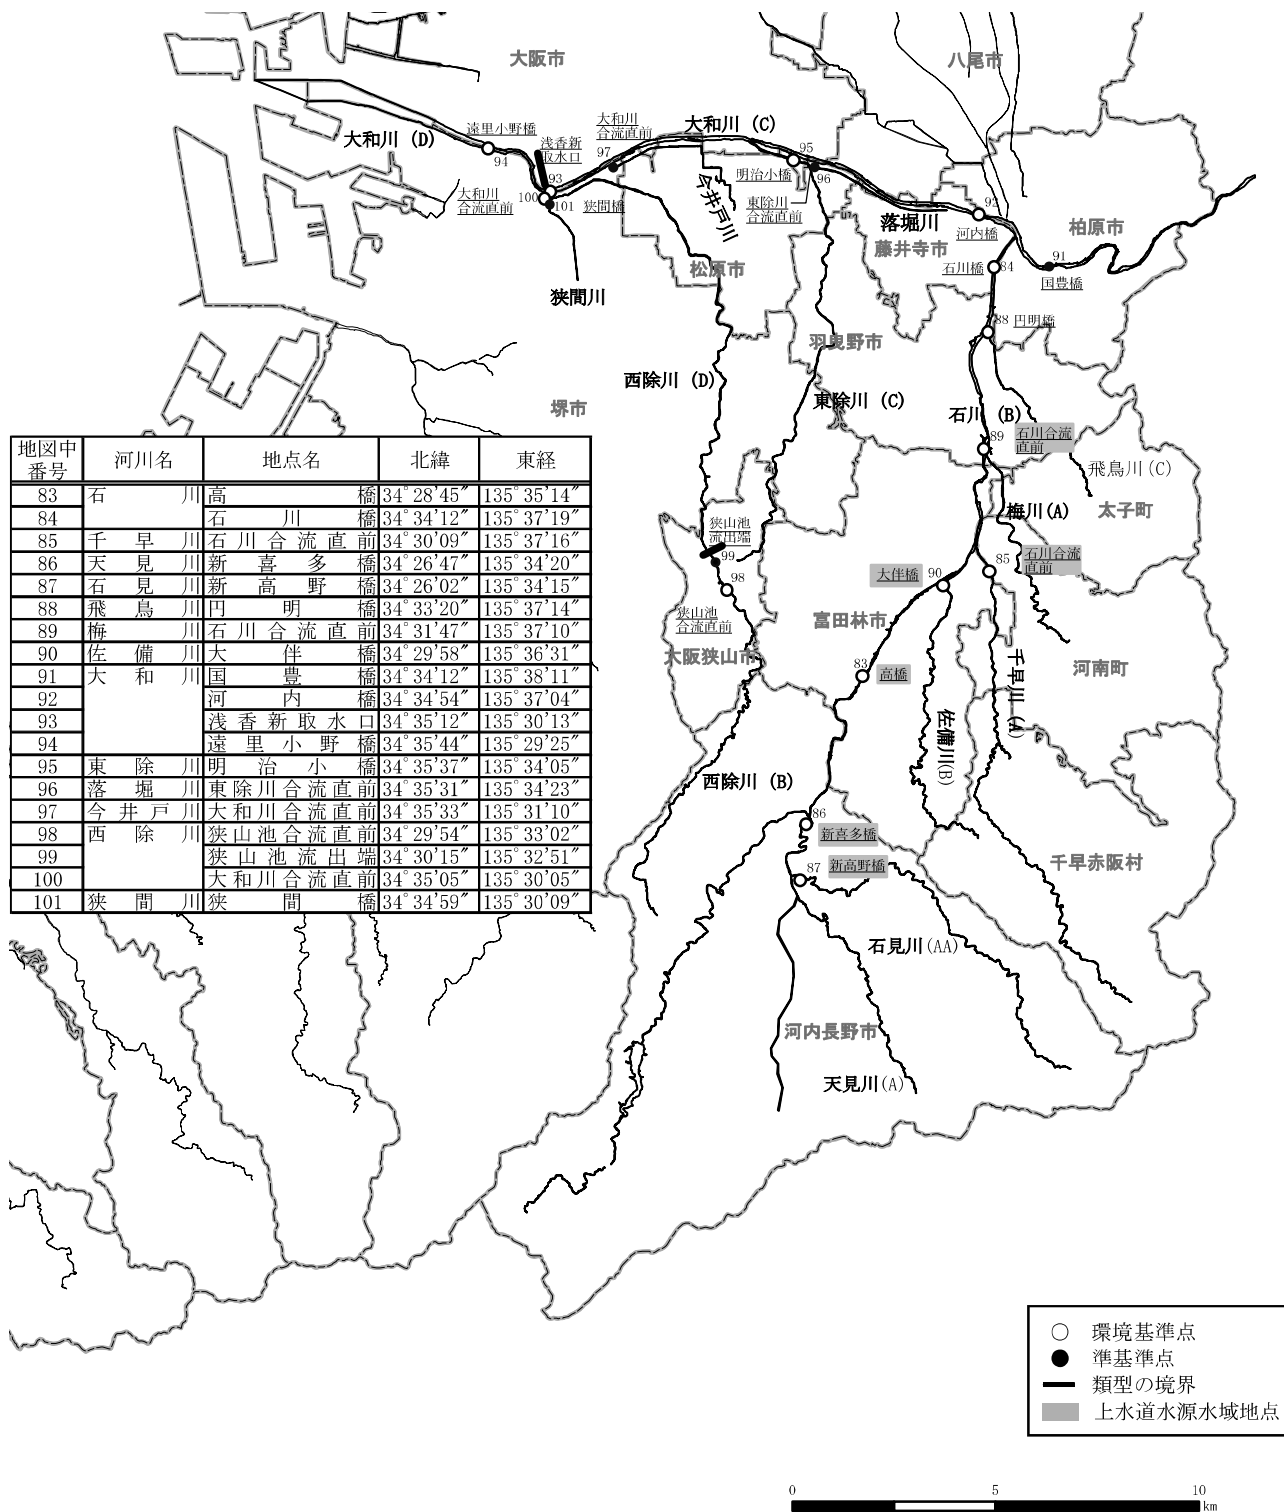 大阪市
八尾市
遠里小野橋
大和川
合流直前
大和川 (C)
大和川 (D)
浅香新
取水口
94
97
95
93
明治小橋
96
大和川
合流直前
100
101
狭間橋
今井戸川
東除川
合流直前
92
落堀川
河内橋
柏原市
藤井寺市
松原市
石川橋
84
91
国豊橋
狭間川
88
円明橋
羽曳野市
西除川 (D)
東除川 (C)
堺市
石川 (B)
89
石川合流
直前
飛鳥川(C)
梅川(A)
太子町
狭山池
流出端
99
98
石川合流
直前
大伴橋
90
85
狭山池
合流直前
富田林市
大阪狭山市
83
高橋
千早川 (A)
河南町
佐備川(B)
西除川 (B)
86
新喜多橋
千早赤阪村
87
新高野橋
石見川(AA)
河内長野市
天見川(A)
地図中番号 河川名 地点名 北緯 東経
83 石川 高橋 34°28′45″ 135°35′14″
84 石川橋 34°34′12″ 135°37′19″
85 千早川 石川合流直前 34°30′09″ 135°37′16″
86 天見川 新喜多橋 34°26′47″ 135°34′20″
87 石見川 新高野橋 34°26′02″ 135°34′15″
88 飛鳥川 円明橋 34°33′20″ 135°37′14″
89 梅川 石川合流直前 34°31′47″ 135°37′10″
90 佐備川 大伴橋 34°29′58″ 135°36′31″
91 大和川 国豊橋 34°34′12″ 135°38′11″
92 河内橋 34°34′54″ 135°37′04″
93 浅香新取水口 34°35′12″ 135°30′13″
94 遠里小野橋 34°35′44″ 135°29′25″
95 東除川 明治小橋 34°35′37″ 135°34′05″
96 落堀川 東除川合流直前 34°35′31″ 135°34′23″
97 今井戸川 大和川合流直前 34°35′33″ 135°31′10″
98 西除川 狭山池合流直前 34°29′54″ 135°33′02″
99 狭山池流出端 34°30′15″ 135°32′51″
100 大和川合流直前 34°35′05″ 135°30′05″
101 狭間川 狭間橋 34°34′59″ 135°30′09″
環境基準点
準基準点
類型の境界
上水道水源水域地点
0 5 10
km